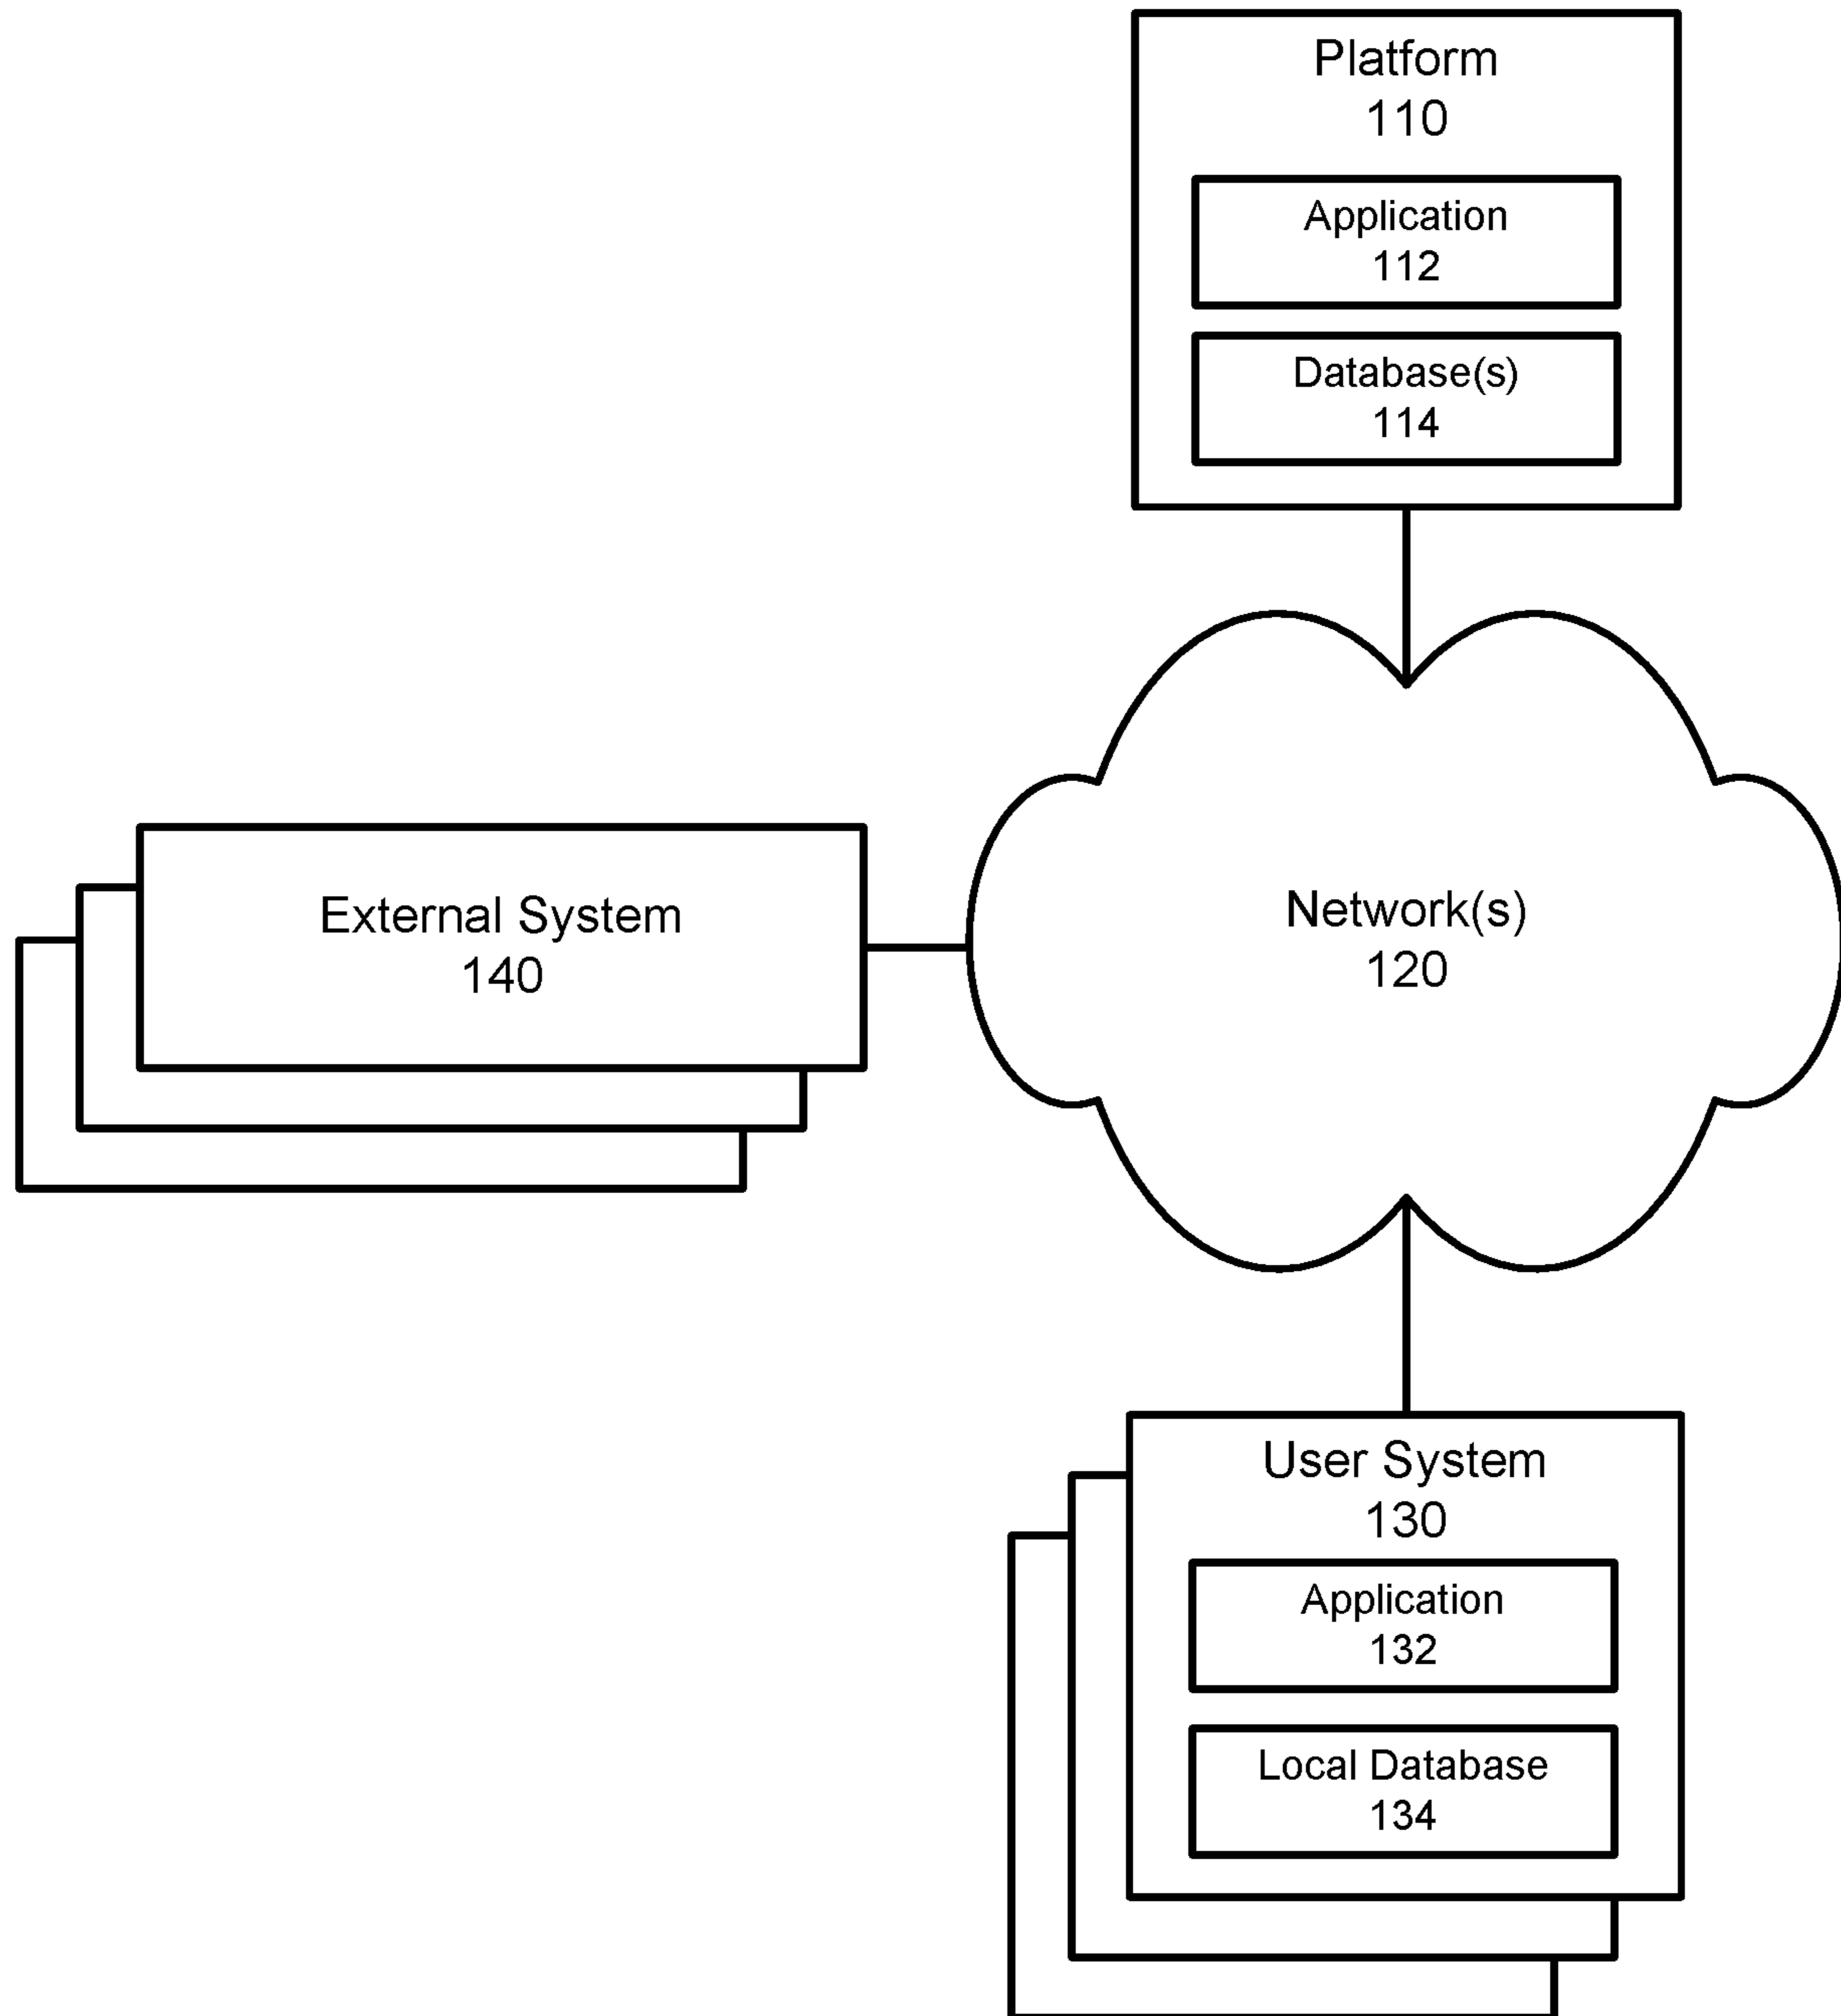 Platform
110
Application
112
Database(s)
114
External System
140
Network(s)
120
User System
130
Application
132
Local Database
134